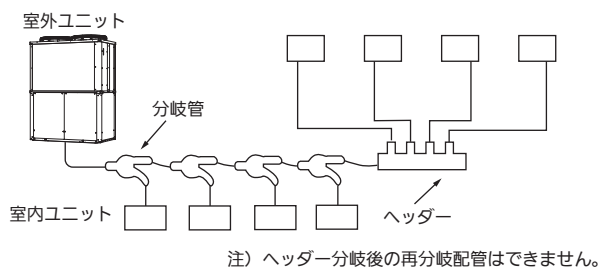 室外ユニット
分岐管
室内ユニット
ヘッダー
注）ヘッダー分岐後の再分岐配管はできません。